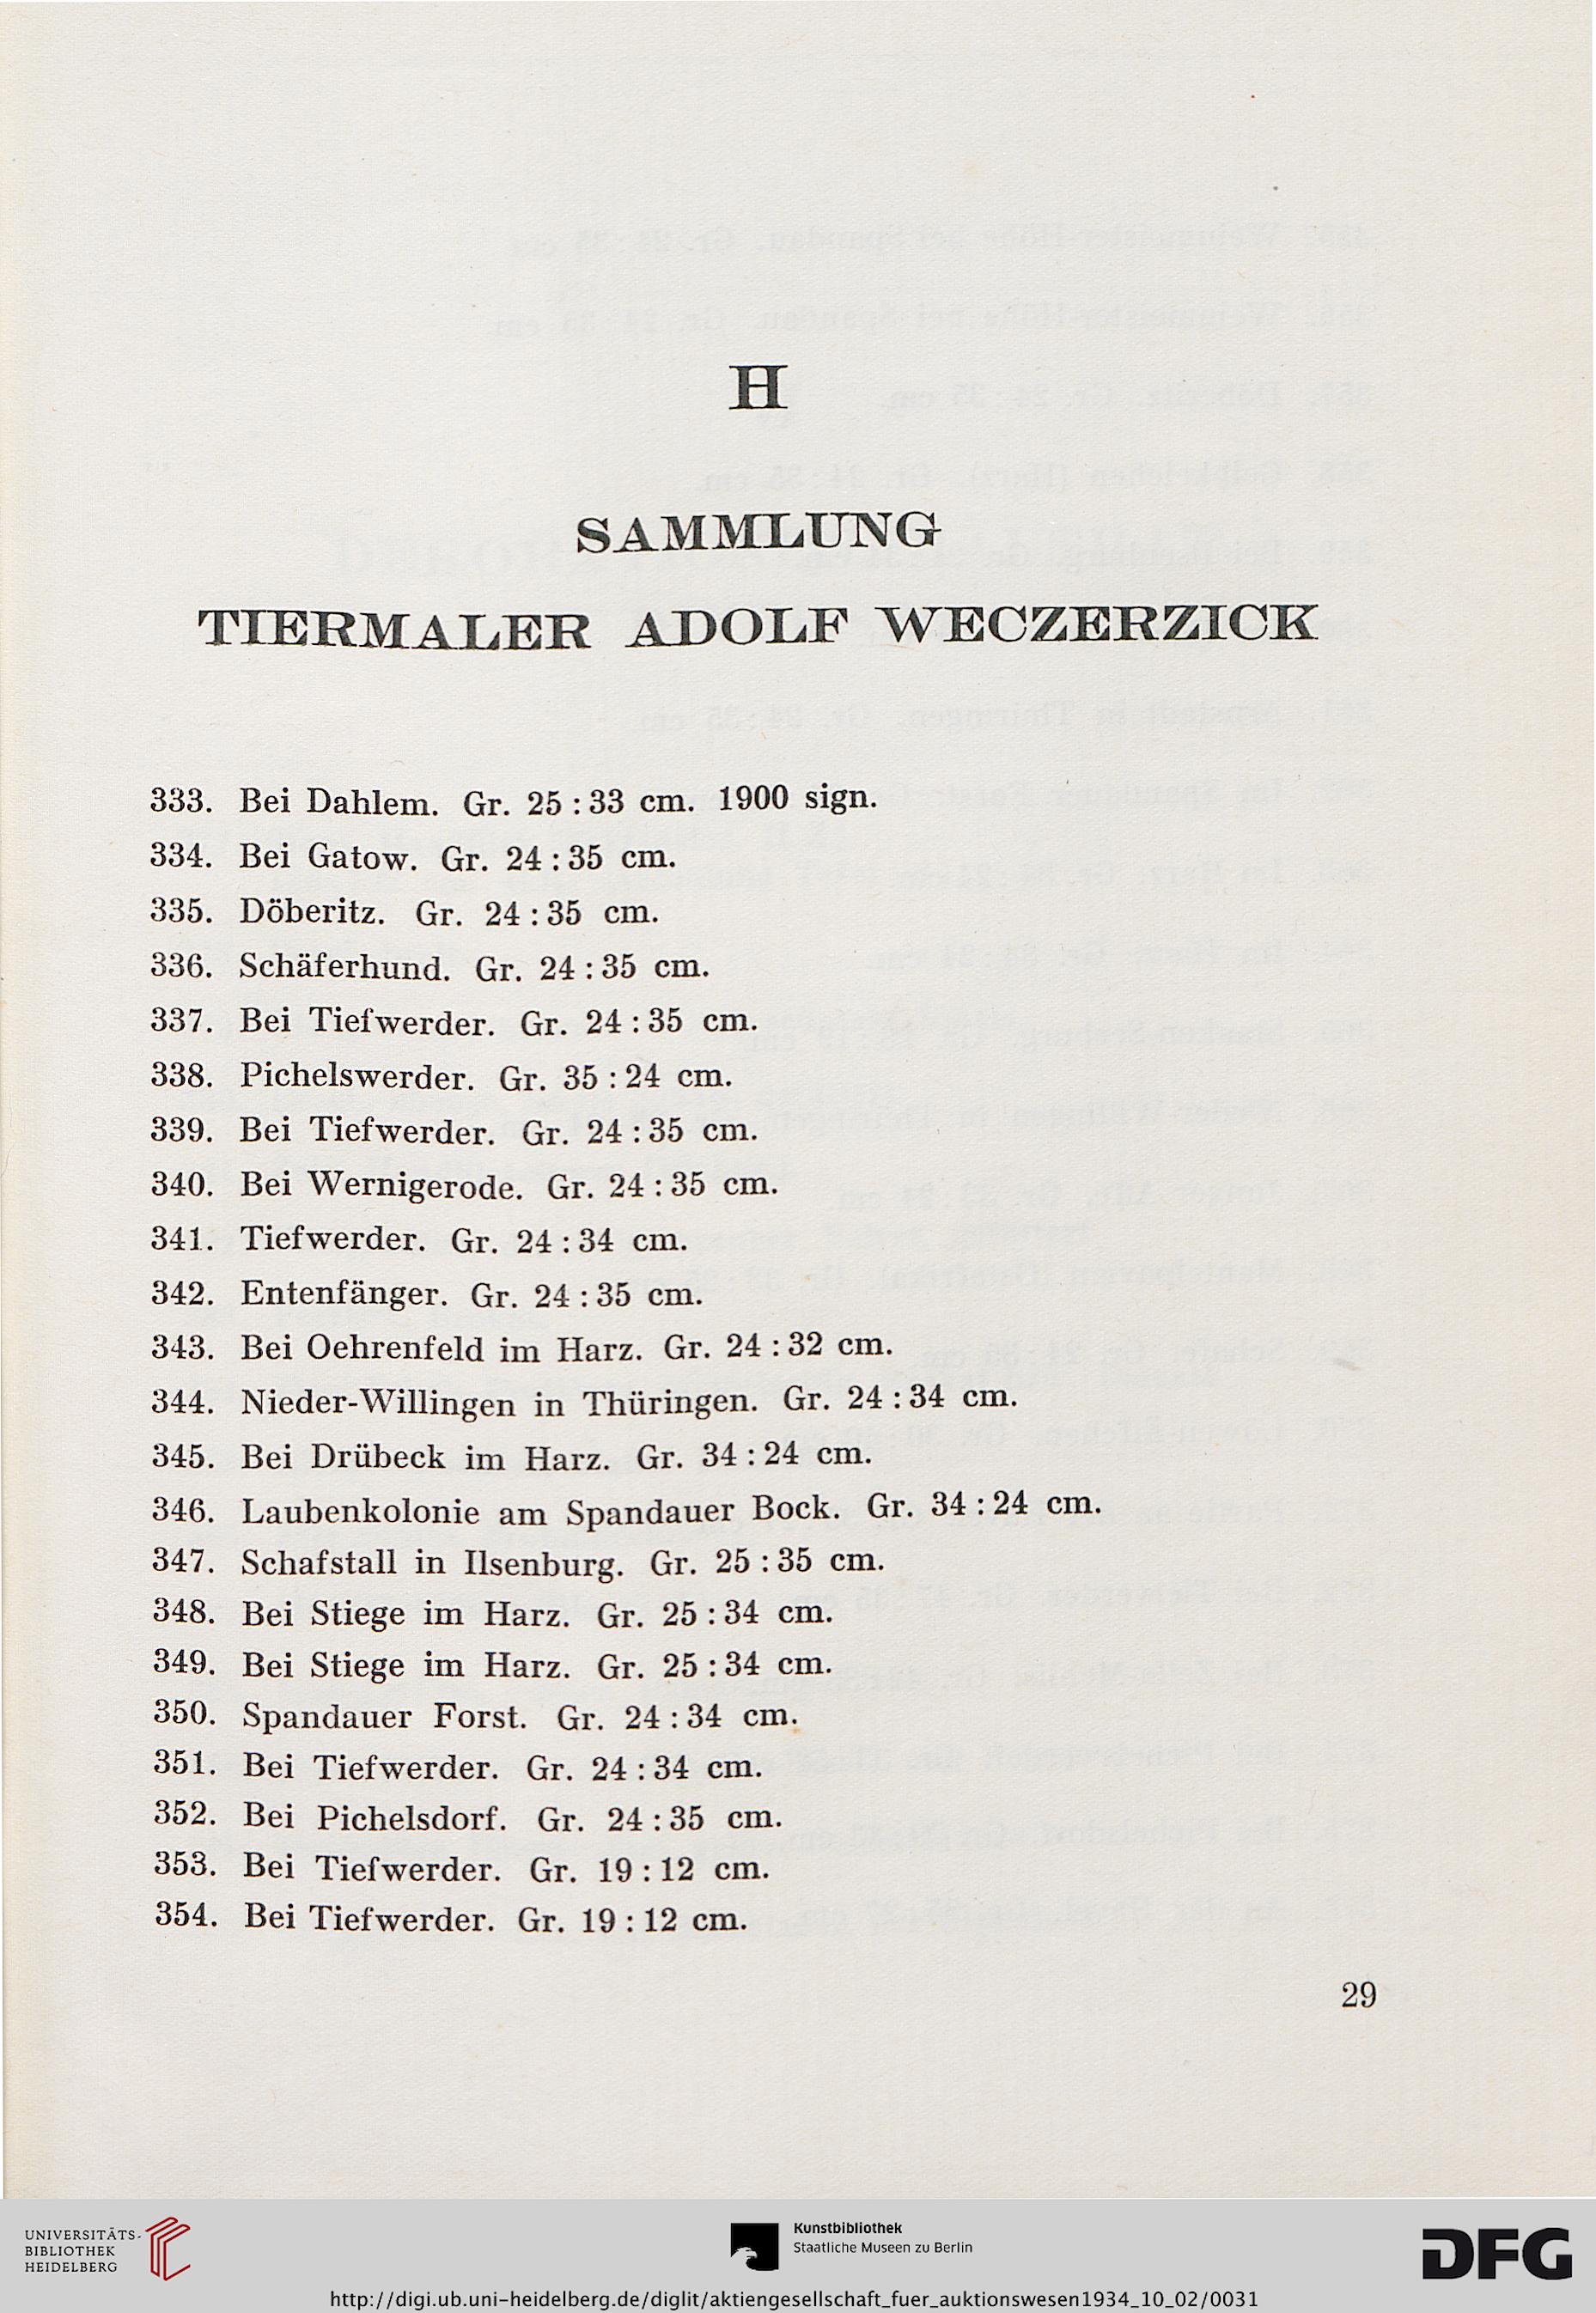 H
SAMMLUNG
TIERMALER ADOLF WECZERZICK
333. Bei Dahlem. Gr. 25 : 33 cm. 1900 sign.
334. Bei Gatow. Gr. 24 : 35 cm.
335. Döberitz. Gr. 24 : 35 cm.
336. Schäferhund. Gr. 24 : 35 cm.
337. Bei Tiefwerder. Gr. 24 : 35 cm.
338. Pichelswerder. Gr. 35 : 24 cm.
339. Bei Tiefwerder. Gr. 24 : 35 cm.
340. Bei Wernigerode. Gr. 24 : 35 cm.
341. Tiefwerder. Gr. 24 : 34 cm.
342. Entenfänger. Gr. 24 : 35 cm.
343. Bei Oehrenfeld im Harz. Gr. 24 : 32 cm.
344. Nieder-Willingen in Thüringen. Gr. 24 : 34 cm.
345. Bei Drübeck im Harz. Gr. 34 : 24 cm.
346. Laubenkolonie am Spandauer Bock. Gr. 34 : 24 cm.
347. Schafstall in Ilsenburg. Gr. 25 : 35 cm.
348. Bei Stiege im Harz. Gr. 25 : 34 cm.
349. Bei Stiege im Harz. Gr. 25 : 34 cm.
350. Spandauer Forst. Gr. 24 : 34 cm.
351. Bei Tiefwerder. Gr. 24 : 34 cm.
352. Bei Pichelsdorf. Gr. 24 : 35 cm.
353. Bei Tiefwerder. Gr. 19 : 12 cm.
354. Bei Tiefwerder. Gr. 19 : 12 cm.
29
UNIVERSITÄTS-
BIBLIOTHEK
HEIDELBERG
Kunstbibliothek
Staatliche Museen zu Berlin
DFG
http://digi.ub.uni-heidelberg.de/diglit/aktiengesellschaft_fuer_auktionswesen1934_10_02/0031